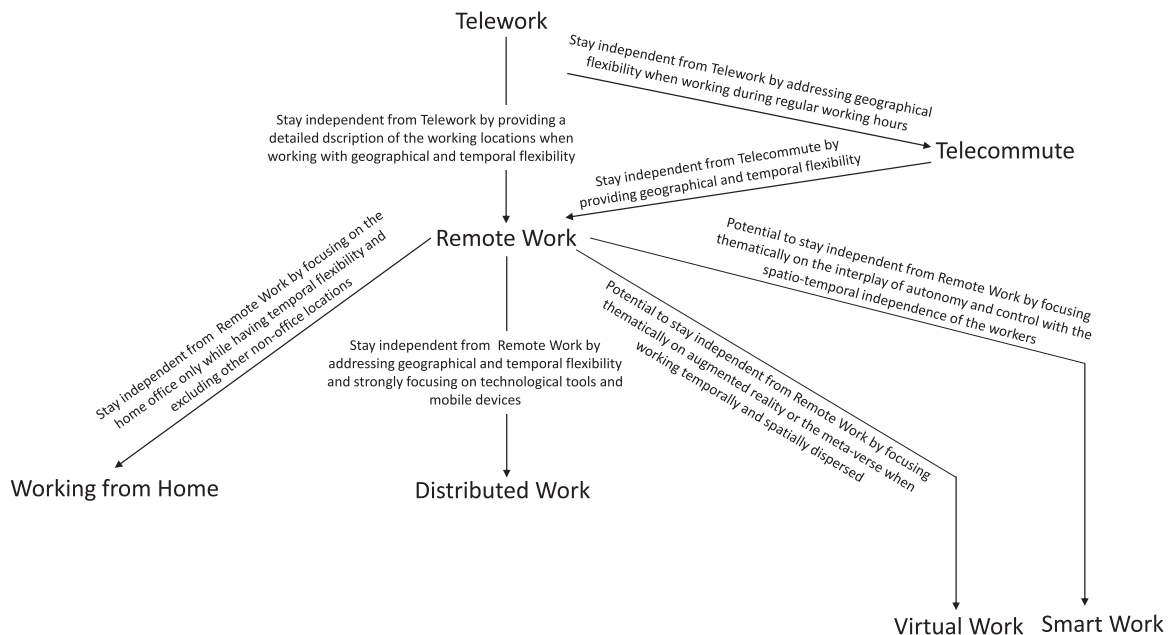 Telework
Stay independent from Telework by addressing geographical
flexibility when working during regular working hours
Stay independent from Telework by providing a
detailed dscription of the working locations when
working with geographical and temporal flexibility
Telecommute
Stay independent from Telecommute by
providing geographical and temporal flexibility
Remote Work
Stay independent from Remote Work by focusing on the
home office only while having temporal flexibility and
excluding other non-office locations
Stay independent from Remote Work by
addressing geographical and temporal flexibility
and strongly focusing on technological tools and
mobile devices
Potential to stay independent from Remote Work by focusing
thematically on augmented reality or the meta-verse when
working temporally and spatially dispersed
Potential to stay independent from Remote Work by focusing
thematically on the interplay of autonomy and control with the
spatio-temporal independence of the workers
Working from Home
Distributed Work
Virtual Work
Smart Work